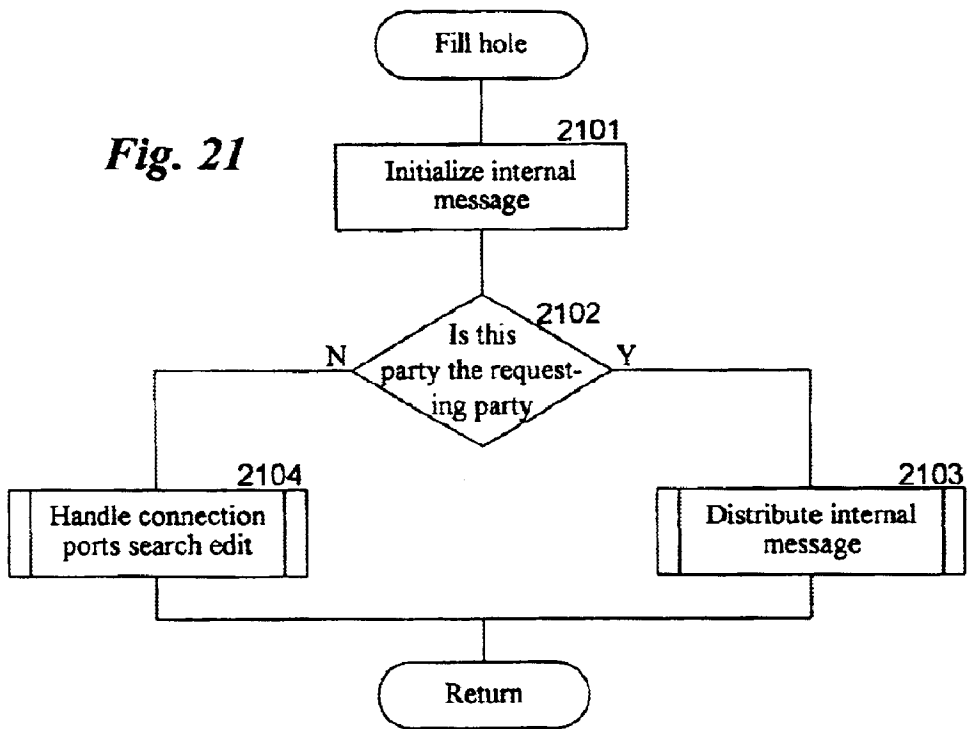 Fill hole
Fig. 21
2101
Initialize internal
message
2102
Is this
party the request-
ing party
N
Y
2104
Handle connection
ports search edit
2103
Distribute internal
message
Return